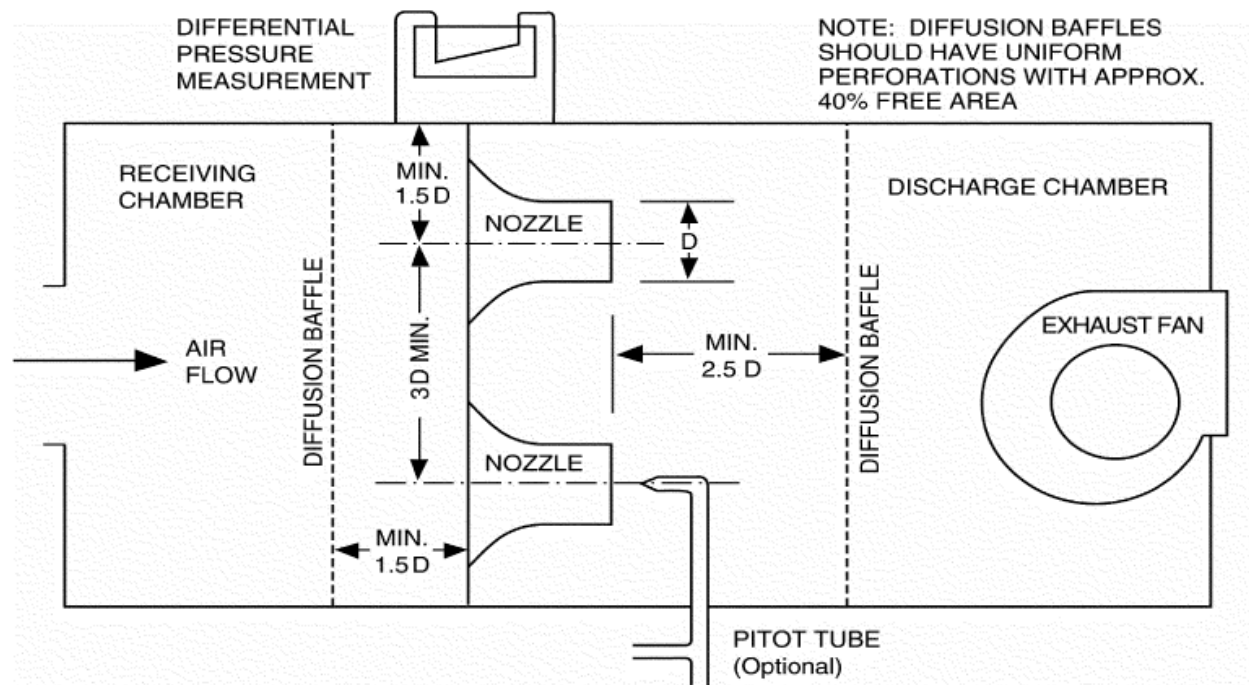 DIFFERENTIAL
PRESSURE
MEASUREMENT
NOTE:  DIFFUSION BAFFLES
SHOULD HAVE UNIFORM
PERFORATIONS WITH APPROX.
40% FREE AREA
RECEIVING
CHAMBER
MIN.
1.5 D
NOZZLE
D
DISCHARGE CHAMBER
DIFFUSION BAFFLE
AIR
FLOW
3D MIN.
MIN.
2.5 D
DIFFUSION BAFFLE
EXHAUST FAN
NOZZLE
MIN.
1.5 D
PITOT TUBE
(Optional)